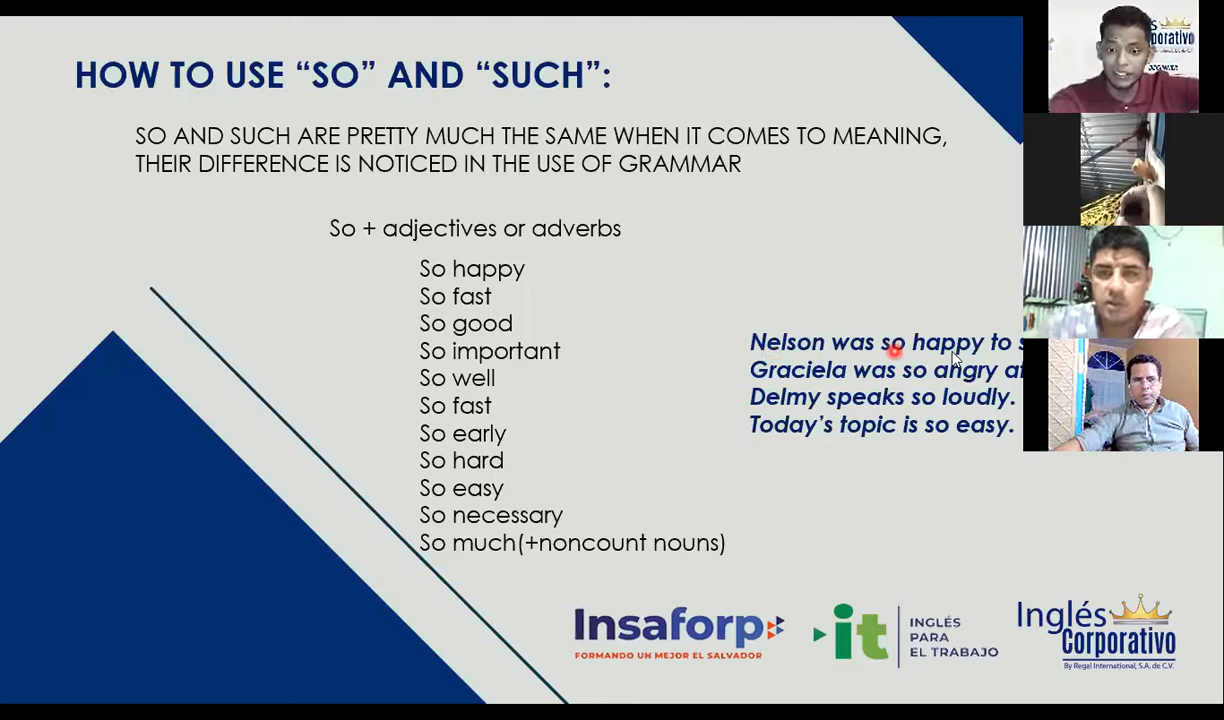 HOW TO USE “SO” AND “SUCH”:
SO AND SUCH ARE PRETTY MUCH THE SAME WHEN IT COMES TO MEANING,
THEIR DIFFERENCE IS NOTICED IN THE USE OF GRAMMAR
So + adjectives or adverbs
So happy
So fast
So good
So important
So well
So fast
So early
So hard
So easy
So necessary
So much(+noncount nouns)
Nelson was so happy to
Graciela was so angry at
Delmy speaks so loudly.
Today’s topic is so easy.
Insaforp
FORMANDO UN MEJOR EL SALVADOR
it
INGLÉS
PARA
EL TRABAJO
Inglés
Corporativo
By Regal International, S.A. de C.V.